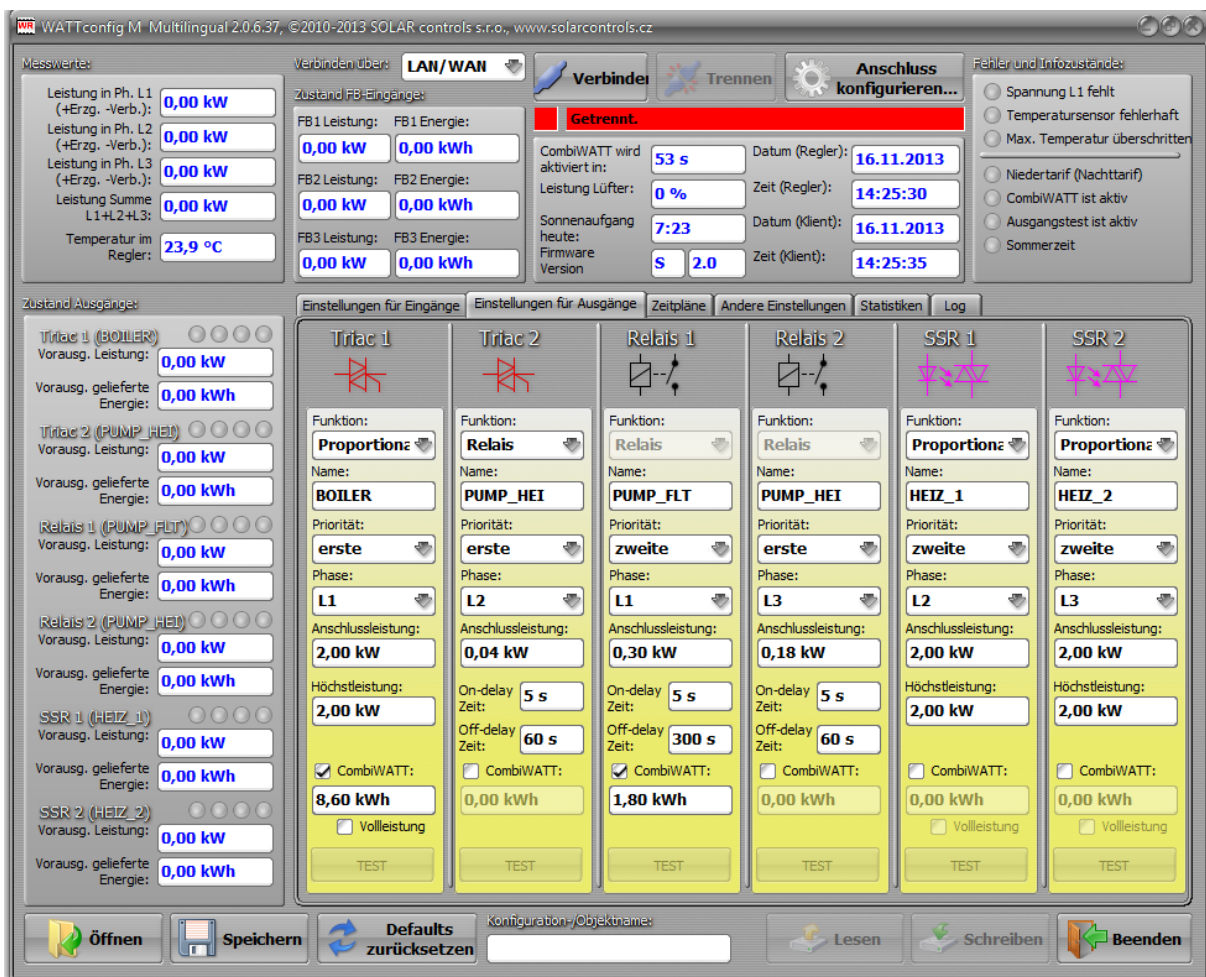 WATTconfig M Multilingual 2.0.6.37, ©2010-2013 SOLAR controls s.r.o., www.solarcontrols.cz
Messwerte:
Leistung in Ph. L1 (+Erzg. -Verb.): 0,00 kW
Leistung in Ph. L2 (+Erzg. -Verb.): 0,00 kW
Leistung in Ph. L3 (+Erzg. -Verb.): 0,00 kW
Leistung Summe L1+L2+L3: 0,00 kW
Temperatur im Regler: 23,9 °C
Verbinden über: LAN/WAN
Zustand FB-Eingänge:
FB1 Leistung: FB1 Energie:
0,00 kW 0,00 kWh
FB2 Leistung: FB2 Energie:
0,00 kW 0,00 kWh
FB3 Leistung: FB3 Energie:
0,00 kW 0,00 kWh
Verbinder Trennen Anschluss konfigurieren...
Getrennt.
CombiWATT wird aktiviert in: 53 s
Leistung Lüfter: 0 %
Sonnenaufgang heute: 7:23
Firmware Version S 2.0
Datum (Regler): 16.11.2013
Zeit (Regler): 14:25:30
Datum (Klient): 16.11.2013
Zeit (Klient): 14:25:35
Fehler und Infozustände:
Spannung L1 fehlt
Temperatursensor fehlerhaft
Max. Temperatur überschritten
Niedertarif (Nachttarif)
CombiWATT ist aktiv
Ausgangstest ist aktiv
Sommerzeit
Zustand Ausgänge:
Triac 1 (BOILER)
Vorausg. Leistung: 0,00 kW
Vorausg. gelieferte Energie: 0,00 kWh
Triac 2 (PUMP_HEI)
Vorausg. Leistung: 0,00 kW
Vorausg. gelieferte Energie: 0,00 kWh
Relais 1 (PUMP_FLT)
Vorausg. Leistung: 0,00 kW
Vorausg. gelieferte Energie: 0,00 kWh
Relais 2 (PUMP_HEI)
Vorausg. Leistung: 0,00 kW
Vorausg. gelieferte Energie: 0,00 kWh
SSR 1 (HEIZ_1)
Vorausg. Leistung: 0,00 kW
Vorausg. gelieferte Energie: 0,00 kWh
SSR 2 (HEIZ_2)
Vorausg. Leistung: 0,00 kW
Vorausg. gelieferte Energie: 0,00 kWh
Einstellungen für Eingänge Einstellungen für Ausgänge Zeitpläne Andere Einstellungen Statistiken Log
Triac 1
Funktion:
Proportiona
Name:
BOILER
Priorität:
erste
Phase:
L1
Anschlussleistung:
2,00 kW
Höchstleistung:
2,00 kW
CombiWATT:
8,60 kWh
Vollleistung
TEST
Triac 2
Funktion:
Relais
Name:
PUMP_HEI
Priorität:
erste
Phase:
L2
Anschlussleistung:
0,04 kW
On-delay Zeit: 5 s
Off-delay Zeit: 60 s
CombiWATT:
0,00 kWh
TEST
Relais 1
Funktion:
Relais
Name:
PUMP_FLT
Priorität:
zweite
Phase:
L1
Anschlussleistung:
0,30 kW
On-delay Zeit: 5 s
Off-delay Zeit: 300 s
CombiWATT:
1,80 kWh
TEST
Relais 2
Funktion:
Relais
Name:
PUMP_HEI
Priorität:
erste
Phase:
L3
Anschlussleistung:
0,18 kW
On-delay Zeit: 5 s
Off-delay Zeit: 60 s
CombiWATT:
0,00 kWh
TEST
SSR 1
Funktion:
Proportiona
Name:
HEIZ_1
Priorität:
zweite
Phase:
L2
Anschlussleistung:
2,00 kW
Höchstleistung:
2,00 kW
CombiWATT:
0,00 kWh
Vollleistung
TEST
SSR 2
Funktion:
Proportiona
Name:
HEIZ_2
Priorität:
zweite
Phase:
L3
Anschlussleistung:
2,00 kW
Höchstleistung:
2,00 kW
CombiWATT:
0,00 kWh
Vollleistung
TEST
Öffnen Speichern Defaults zurücksetzen
Konfiguration-/Objektname:
Lesen Schreiben Beenden